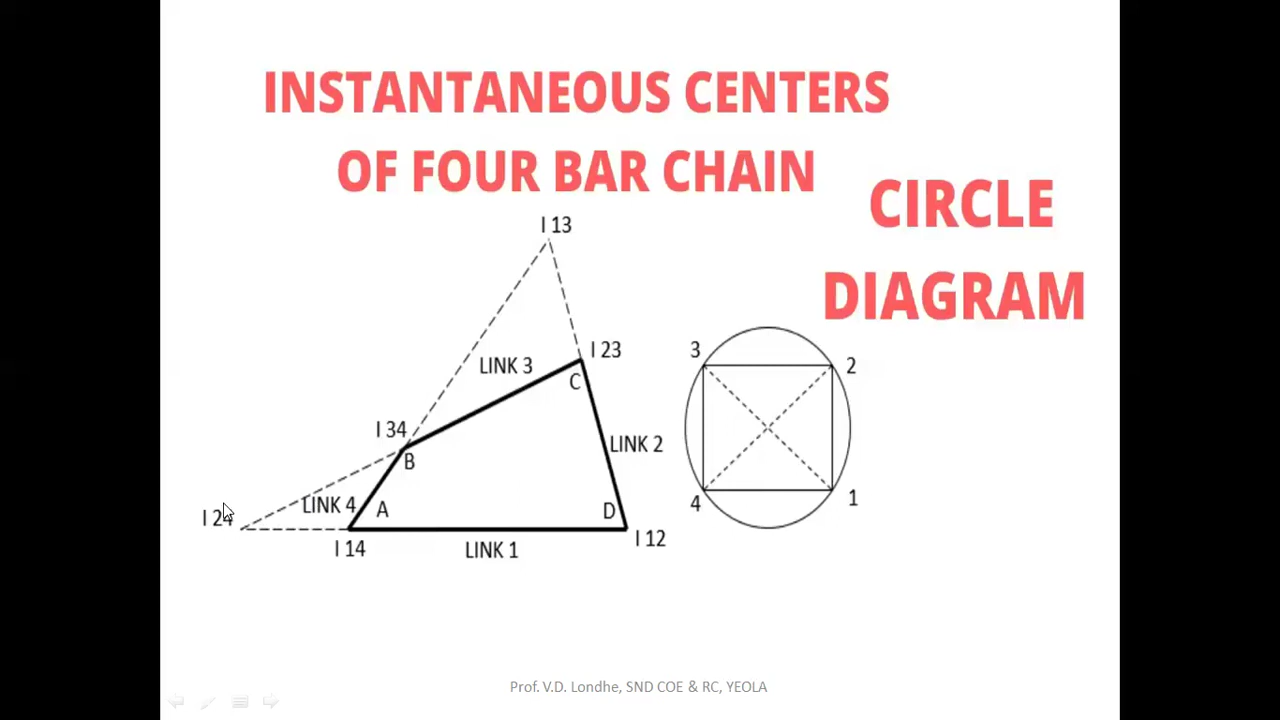 INSTANTANEOUS CENTERS
OF FOUR BAR CHAIN
CIRCLE
DIAGRAM
I 13
I 23
LINK 3
C
I 34
B
LINK 2
LINK 4
A
D
I 24
I 14
LINK 1
I 12
3
2
4
1
Prof. V.D. Londhe, SND COE & RC, YEOLA